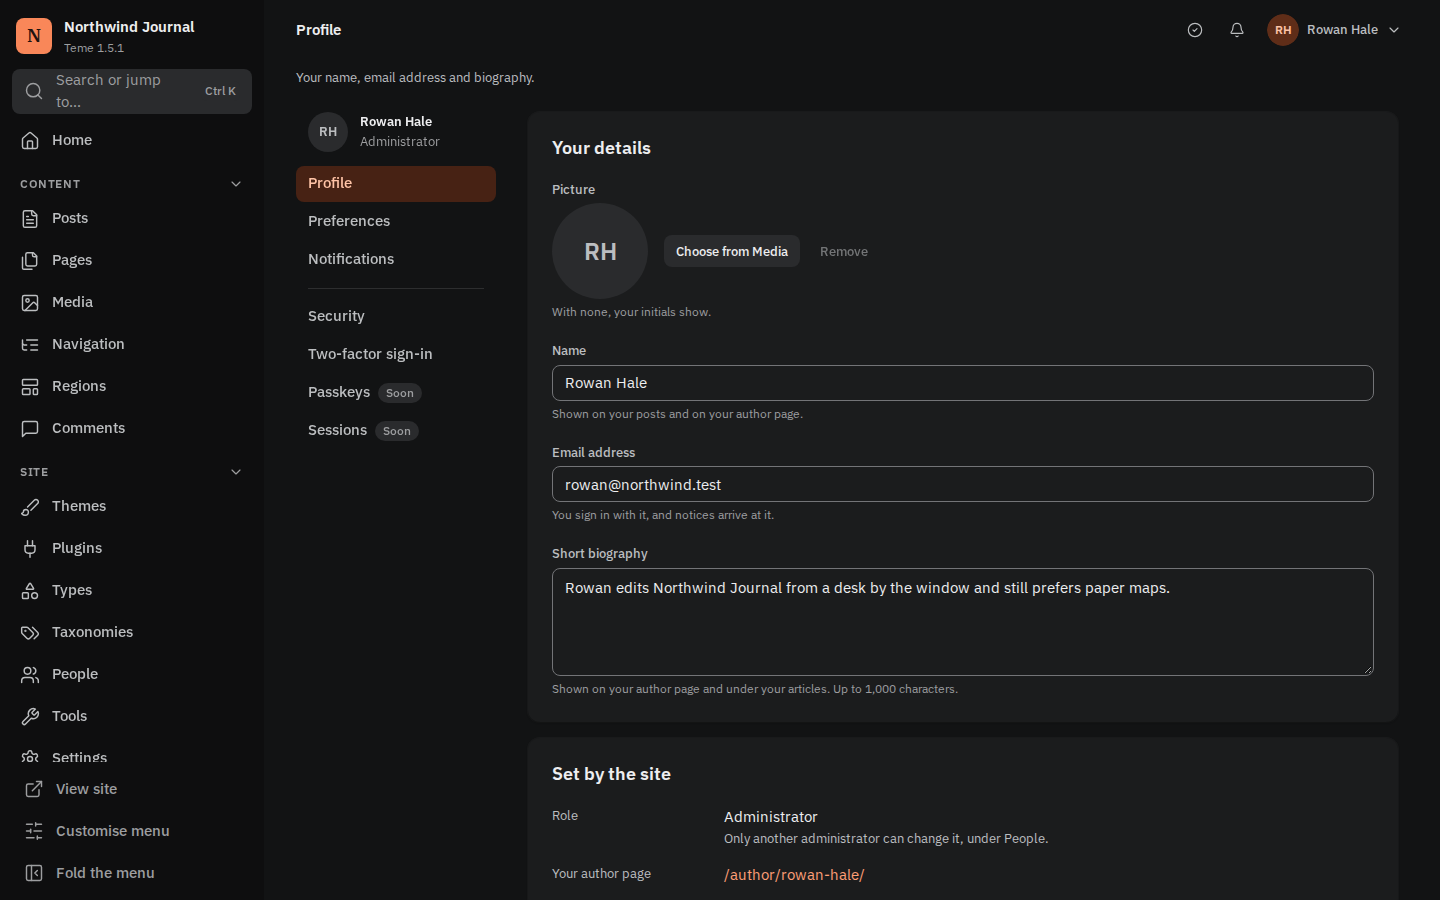 N
Northwind Journal
Teme 1.5.1
Search or jump
to...
Ctrl K
Home
CONTENT
Posts
Pages
Media
Navigation
Regions
Comments
SITE
Themes
Plugins
Types
Taxonomies
People
Tools
Settings
View site
Customise menu
Fold the menu
Profile
RH
Rowan Hale
Your name, email address and biography.
RH
Rowan Hale
Administrator
Profile
Preferences
Notifications
Security
Two-factor sign-in
Passkeys Soon
Sessions Soon
Your details
Picture
RH
Choose from Media
Remove
With none, your initials show.
Name
Rowan Hale
Shown on your posts and on your author page.
Email address
rowan@northwind.test
You sign in with it, and notices arrive at it.
Short biography
Rowan edits Northwind Journal from a desk by the window and still prefers paper maps.
Shown on your author page and under your articles. Up to 1,000 characters.
Set by the site
Role
Administrator
Only another administrator can change it, under People.
Your author page
/author/rowan-hale/